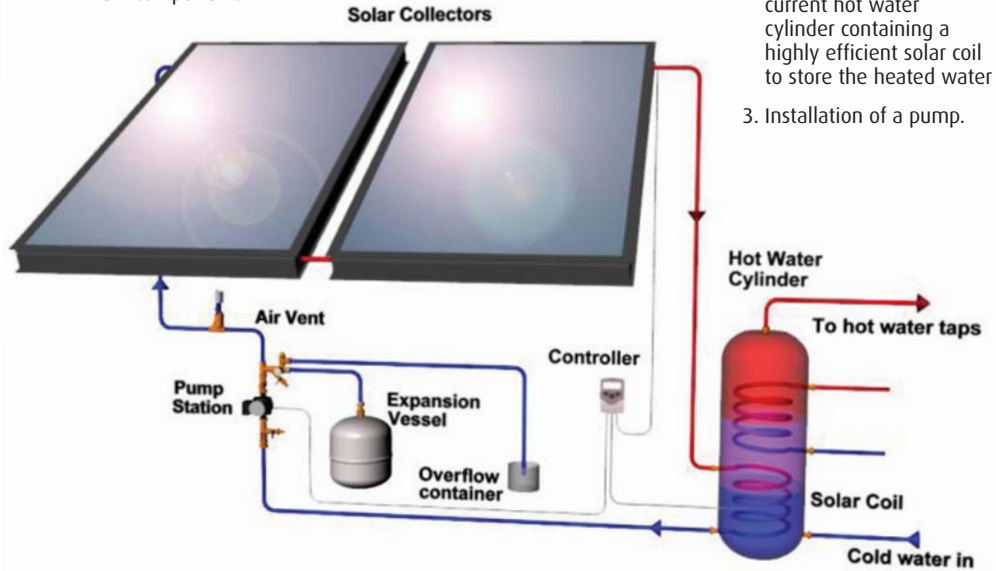 Solar Collectors
current hot water
cylinder containing a
highly efficient solar coil
to store the heated water
3. Installation of a pump.
Hot Water
Cylinder
To hot water taps
Air Vent
Controller
Pump
Station
Expansion
Vessel
Overflow
container
Solar Coil
Cold water in